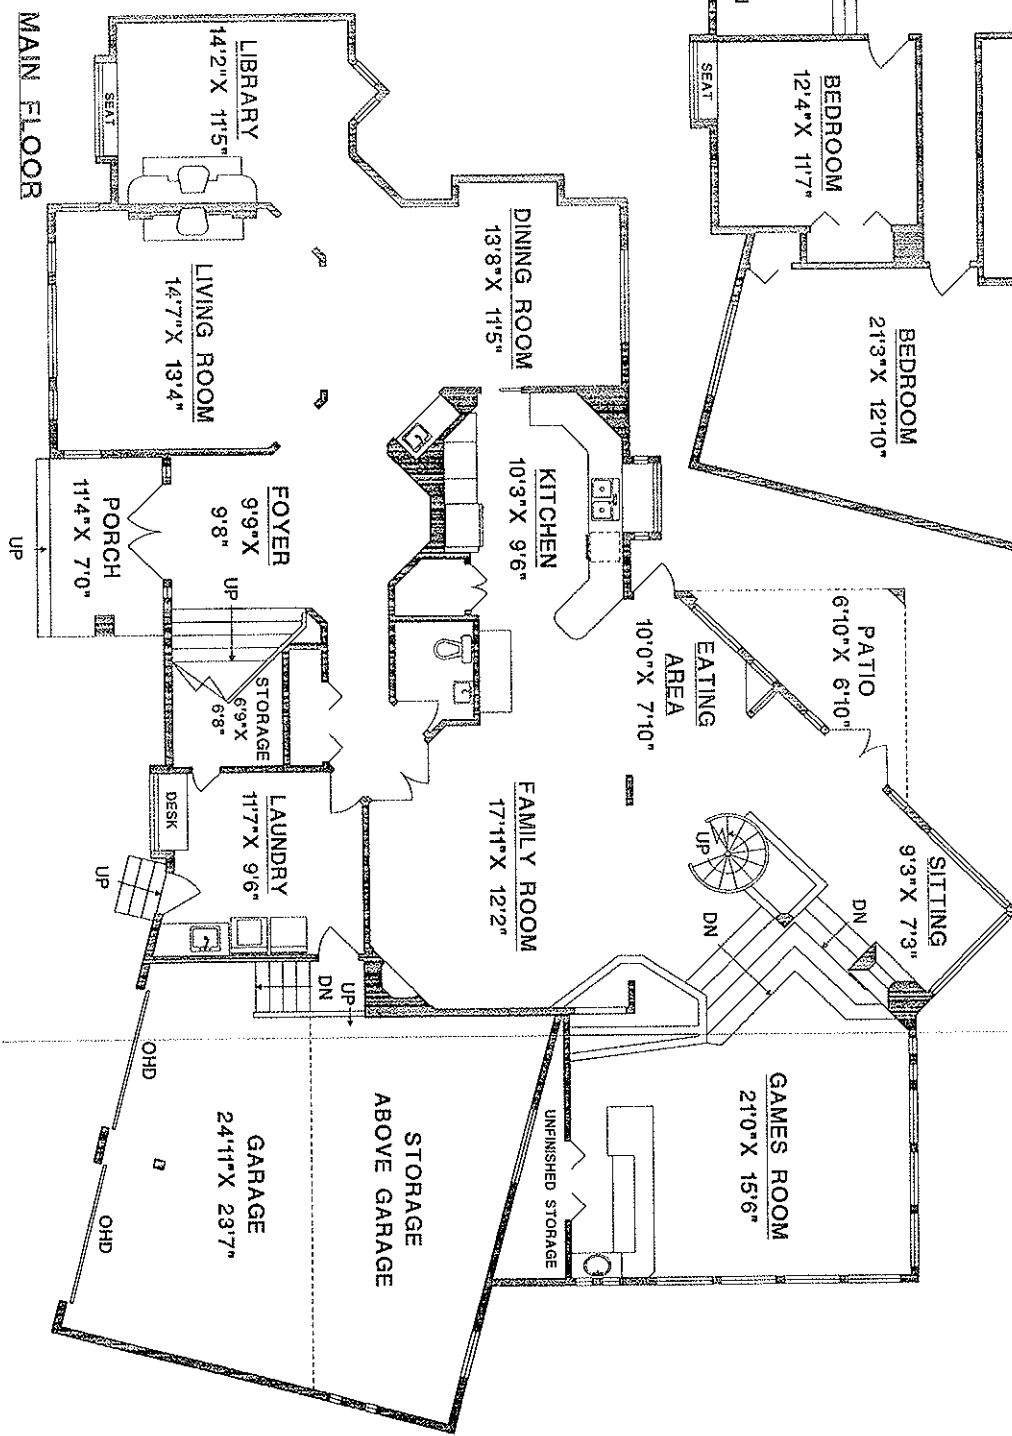 MAIN FLOOR
LIBRARY
14'2"X 11'5"
SEAT
LIVING ROOM
14'7"X 13'4"
DINING ROOM
13'8"X 11'5"
KITCHEN
10'3"X 9'6"
FOYER
9'9"X
9'8"
PORCH
11'4"X 7'0"
UP
UP
STORAGE
6'9"X
6'8"
LAUNDRY
11'7"X 9'6"
DESK
UP
DN
UP
EATING
AREA
10'0"X 7'10"
PATIO
6'10"X 6'10"
FAMILY ROOM
17'11"X 12'2"
UP
DN
DN
SITTING
9'3"X 7'3"
GAMES ROOM
21'0"X 15'6"
UNFINISHED STORAGE
STORAGE
ABOVE GARAGE
GARAGE
24'11"X 23'7"
OHD
OHD
BEDROOM
12'4"X 11'7"
SEAT
BEDROOM
21'3"X 12'10"